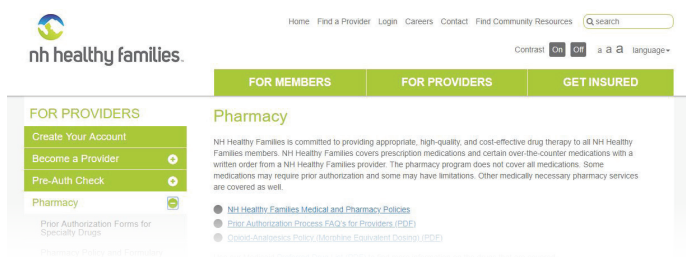 Home Find a Provider Login Careers Contact Find Community Resources search
nh healthy families
Contrast On Off a a a language
FOR MEMBERS FOR PROVIDERS GET INSURED
FOR PROVIDERS
Create Your Account
Become a Provider
Pre-Auth Check
Pharmacy
Prior Authorization Forms for
Specialty Drugs
Pharmacy
NH Healthy Families is committed to providing appropriate, high-quality, and cost-effective drug therapy to all NH Healthy
Families members. NH Healthy Families covers prescription medications and certain over-the-counter medications with a
written order from a NH Healthy Families provider. The pharmacy program does not cover all medications. Some
medications may require prior authorization and some may have limitations. Other medically necessary pharmacy services
are covered as well.
NH Healthy Families Medical and Pharmacy Policies
Prior Authorization Process FAQ's for Providers (PDF)
Opioid-Analgesics Policy (Morphine Equivalent Dosing) (PDF)